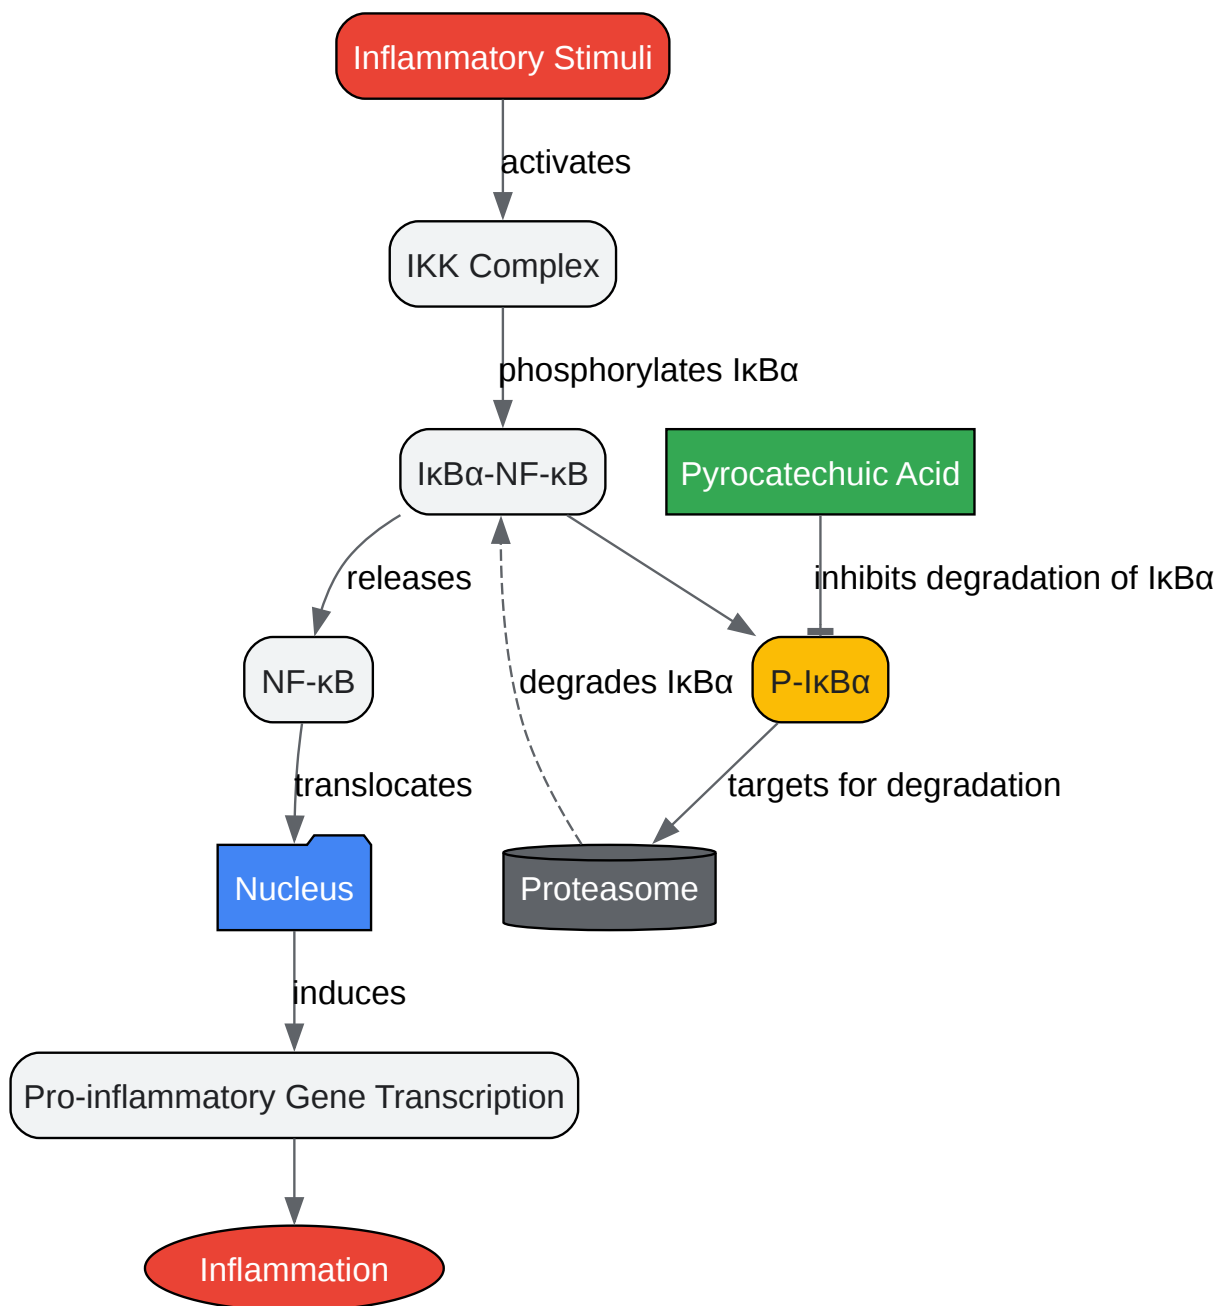 Inflammatory Stimuli
activates
IKK Complex
phosphorylates IκBα
IκBα-NF-κB
Pyrocatechuic Acid
releases
inhibits degradation of IκBα
NF-κB
degrades IκBα
P-IκBα
translocates
targets for degradation
Nucleus
Proteasome
induces
Pro-inflammatory Gene Transcription
Inflammation